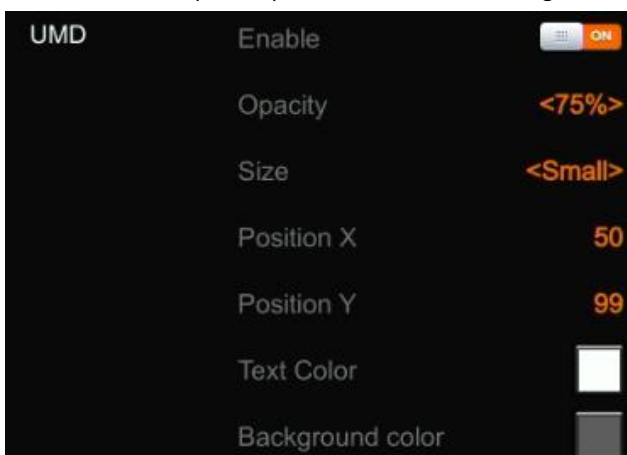 UMD Enable ON
Opacity <75%>
Size <Small>
Position X 50
Position Y 99
Text Color
Background color